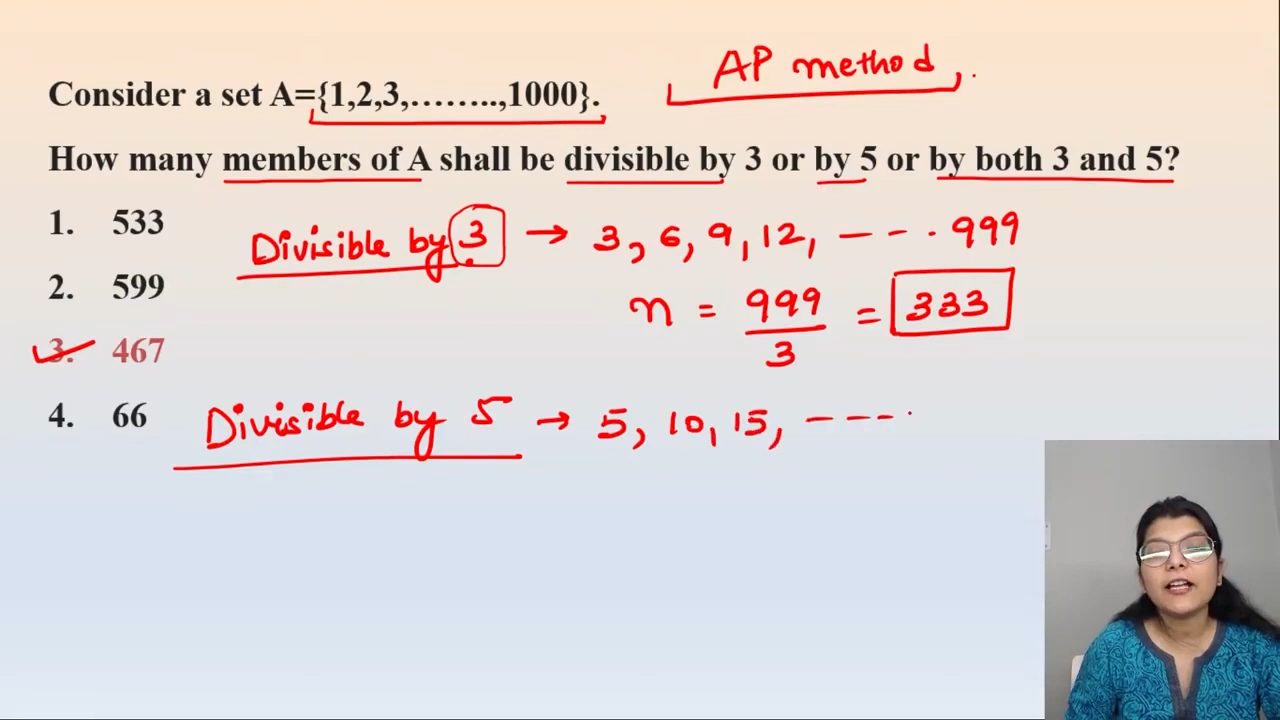 AP method,.
Consider a set A={1,2,3,……..,1000}.
How many members of A shall be divisible by 3 or by 5 or by both 3 and 5?
1. 533
Divisible by 3 → 3, 6, 9, 12, --- . 999
2. 599
n = 999/3 = 333
3. 467
4. 66
Divisible by 5 → 5, 10, 15, ----